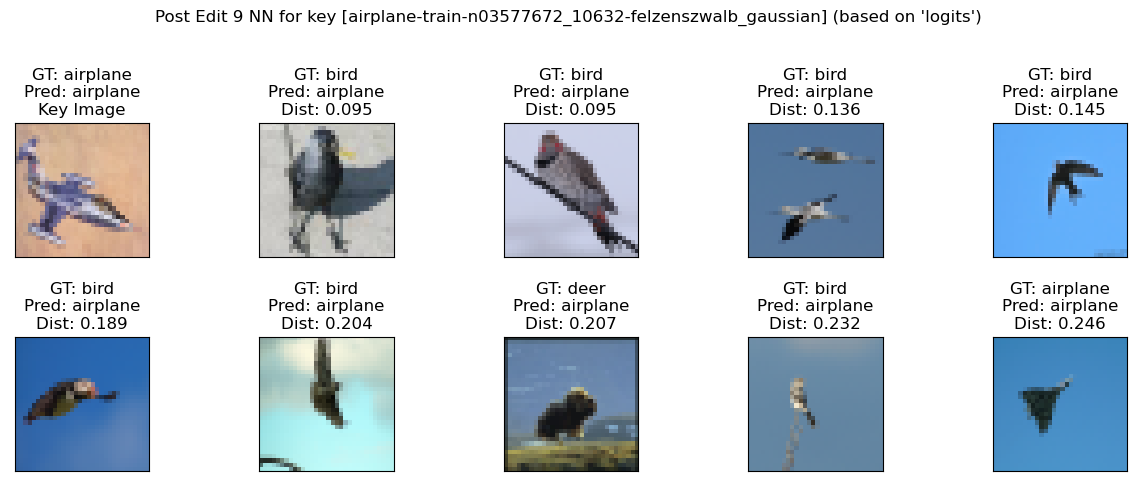 Post Edit 9 NN for key [airplane-train-n03577672_10632-felzenszwalb_gaussian] (based on 'logits')
GT: airplane
Pred: airplane
Key Image
GT: bird
Pred: airplane
Dist: 0.095
GT: bird
Pred: airplane
Dist: 0.095
GT: bird
Pred: airplane
Dist: 0.136
GT: bird
Pred: airplane
Dist: 0.145
GT: bird
Pred: airplane
Dist: 0.189
GT: bird
Pred: airplane
Dist: 0.204
GT: deer
Pred: airplane
Dist: 0.207
GT: bird
Pred: airplane
Dist: 0.232
GT: airplane
Pred: airplane
Dist: 0.246